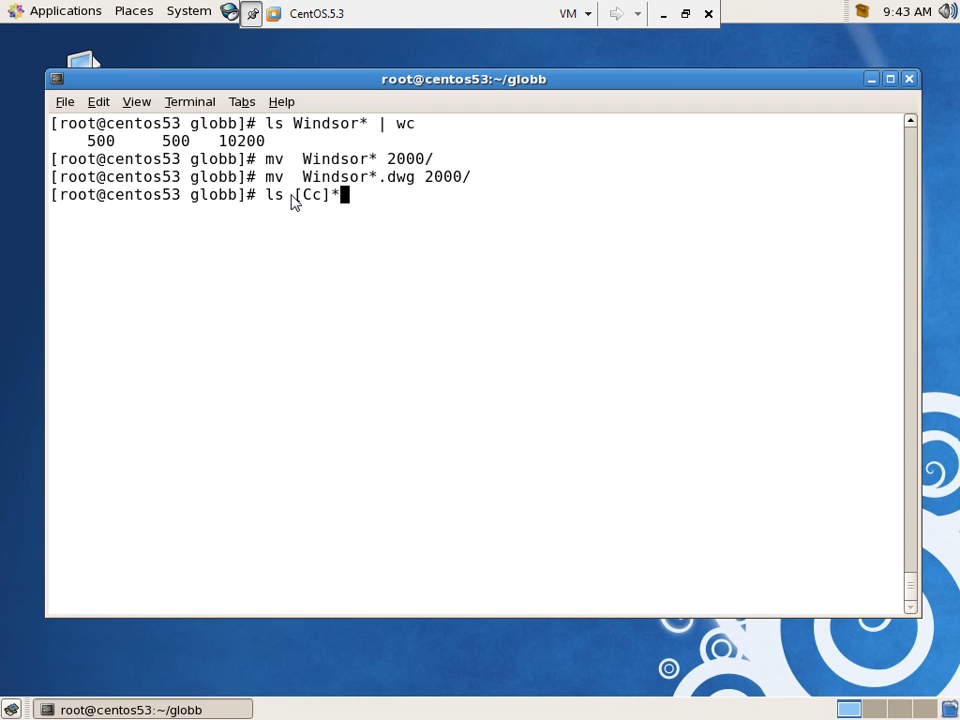 Applications Places System CentOS.5.3 VM 9:43 AM
root@centos53:~/globb
File Edit View Terminal Tabs Help
[root@centos53 globb]# ls Windsor* | wc
    500     500   10200
[root@centos53 globb]# mv  Windsor* 2000/
[root@centos53 globb]# mv  Windsor*.dwg 2000/
[root@centos53 globb]# ls [Cc]*
root@centos53:~/globb